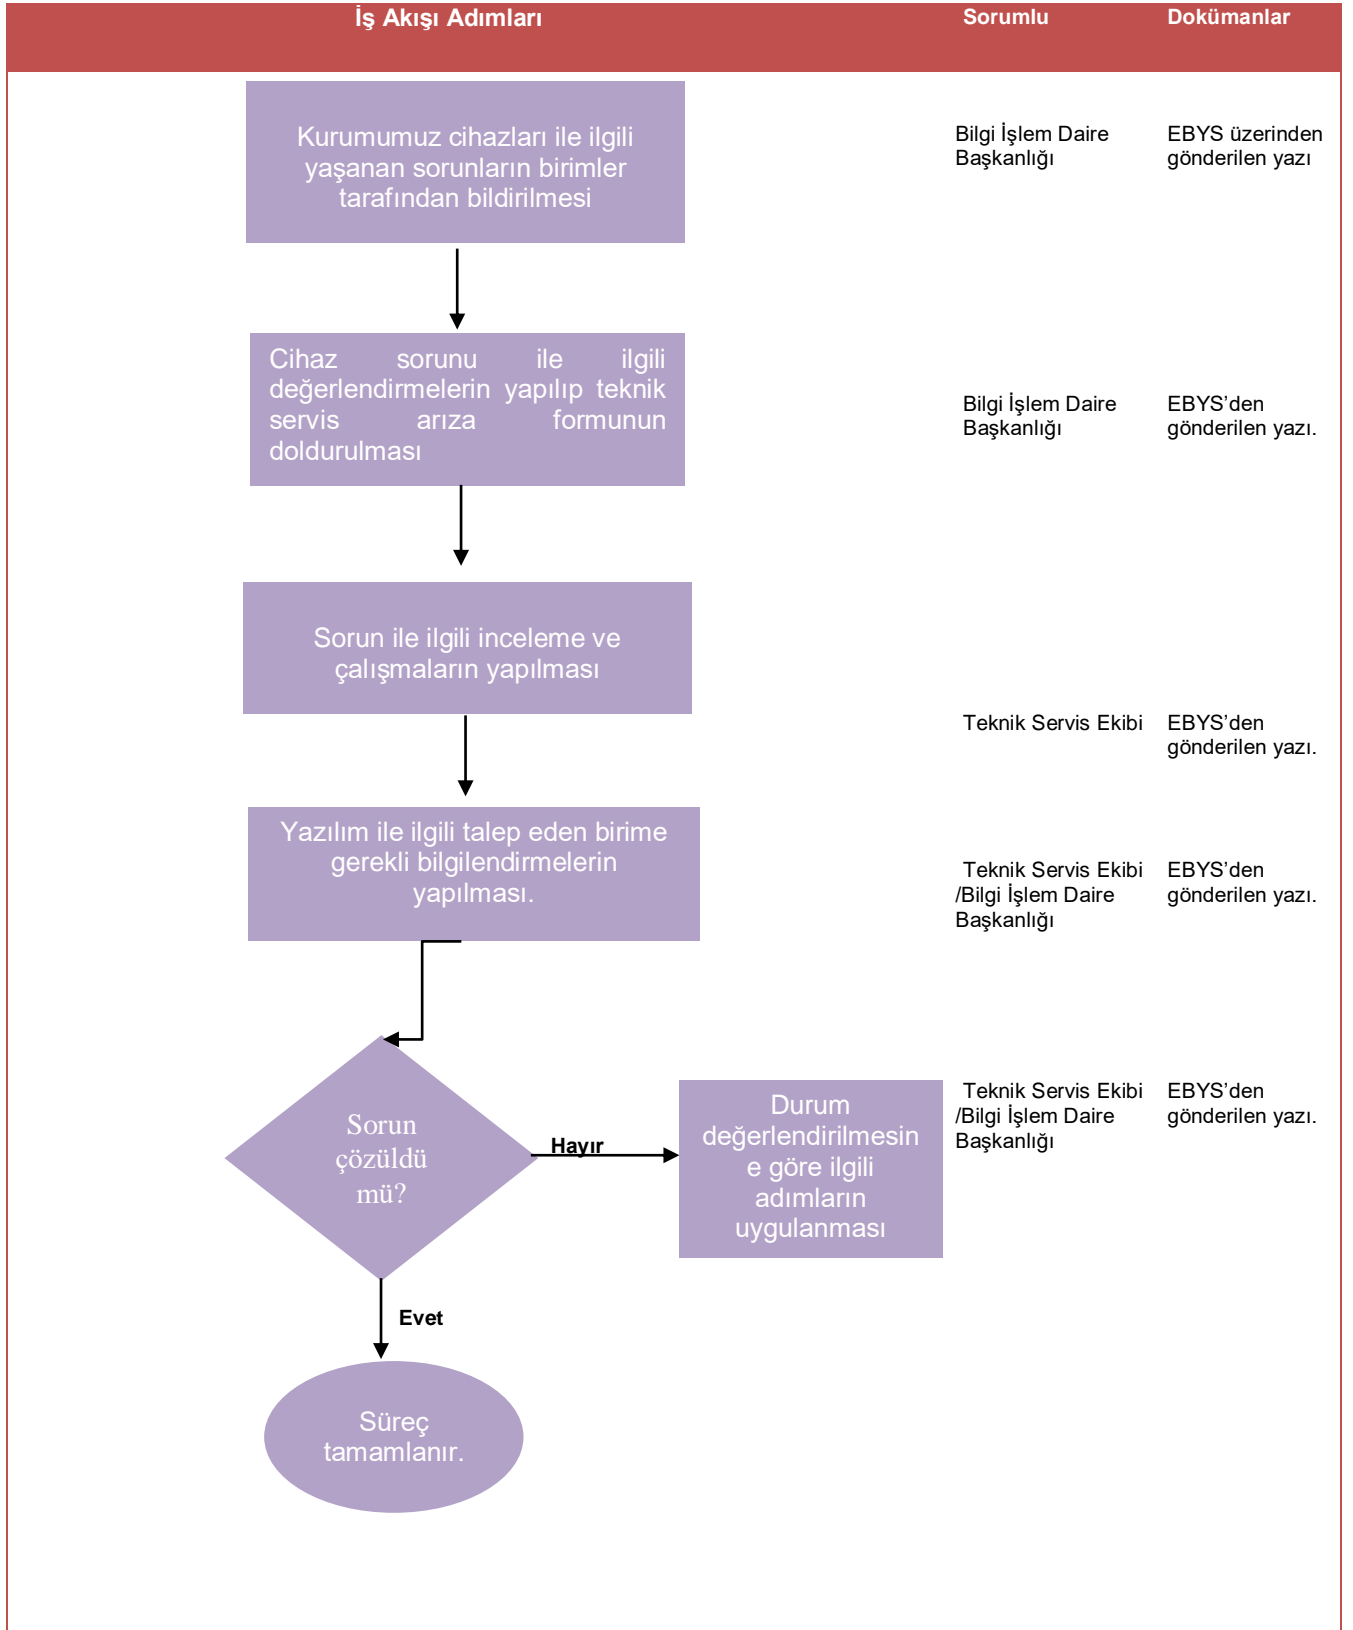 İş Akışı Adımları
Sorumlu
Dokümanlar
Kurumumuz cihazları ile ilgili
yaşanan sorunların birimler
tarafından bildirilmesi
Bilgi İşlem Daire
Başkanlığı
EBYS üzerinden
gönderilen yazı
Cihaz sorunu ile ilgili
değerlendirmelerin yapılıp teknik
servis arıza formunun
doldurulması
Bilgi İşlem Daire
Başkanlığı
EBYS’den
gönderilen yazı.
Sorun ile ilgili inceleme ve
çalışmaların yapılması
Teknik Servis Ekibi
EBYS’den
gönderilen yazı.
Yazılım ile ilgili talep eden birime
gerekli bilgilendirmelerin
yapılması.
Teknik Servis Ekibi
/Bilgi İşlem Daire
Başkanlığı
EBYS’den
gönderilen yazı.
Sorun
çözüldü
mü?
Hayır
Durum
değerlendirilmesin
e göre ilgili
adımların
uygulanması
Teknik Servis Ekibi
/Bilgi İşlem Daire
Başkanlığı
EBYS’den
gönderilen yazı.
Evet
Süreç
tamamlanır.